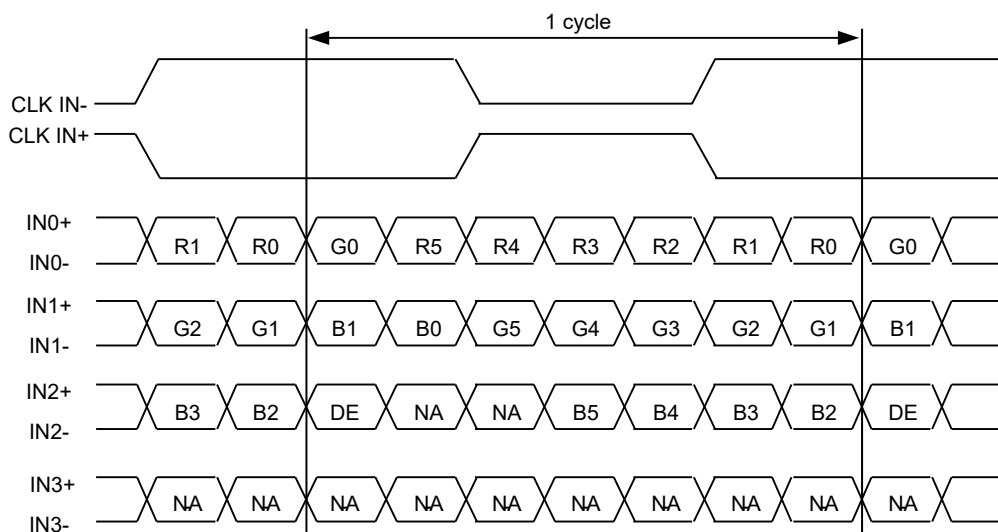 1 cycle
CLK IN-
CLK IN+
IN0+
R1 R0 G0 R5 R4 R3 R2 R1 R0 G0
IN0-
IN1+
G2 G1 B1 B0 G5 G4 G3 G2 G1 B1
IN1-
IN2+
B3 B2 DE NA NA B5 B4 B3 B2 DE
IN2-
IN3+
NA NA NA NA NA NA NA NA NA NA
IN3-